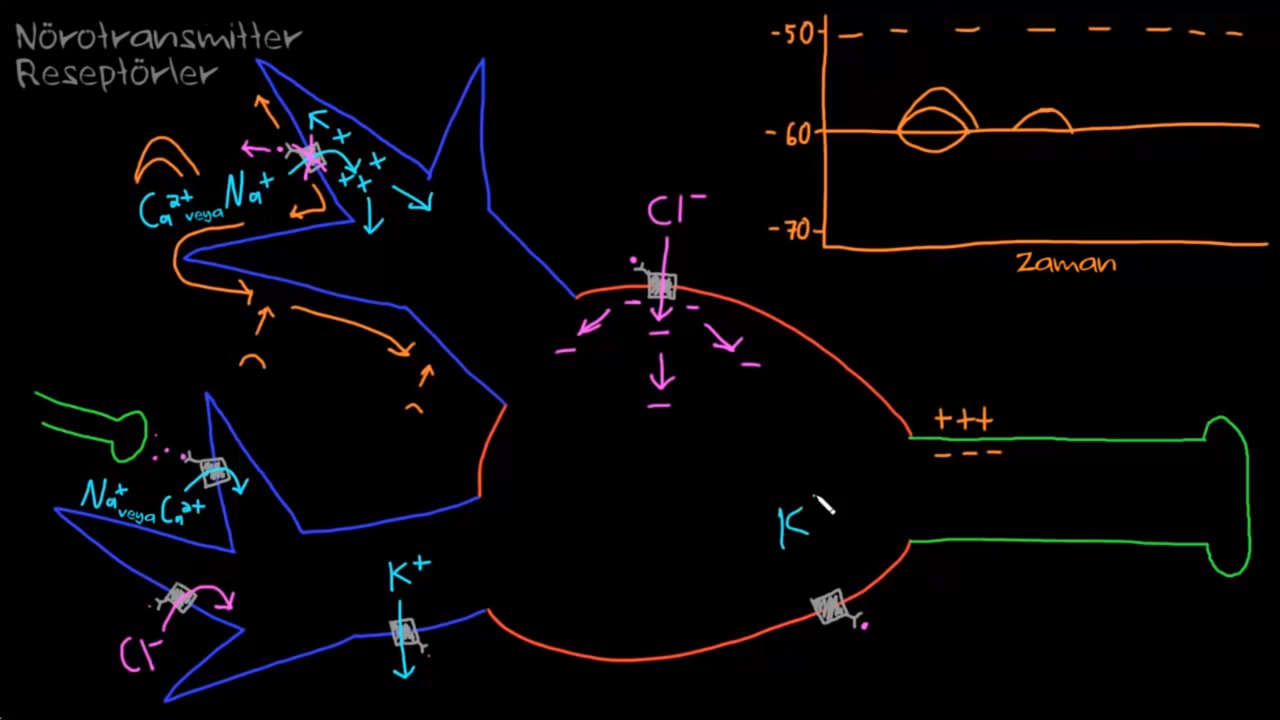 Nörotransmitter
Reseptörler
-50
-60
-70
Zaman
Ca²⁺ veya Na⁺
+ + + +
Cl⁻
+++
Na⁺ veya Ca²⁺
K
K⁺
Cl⁻